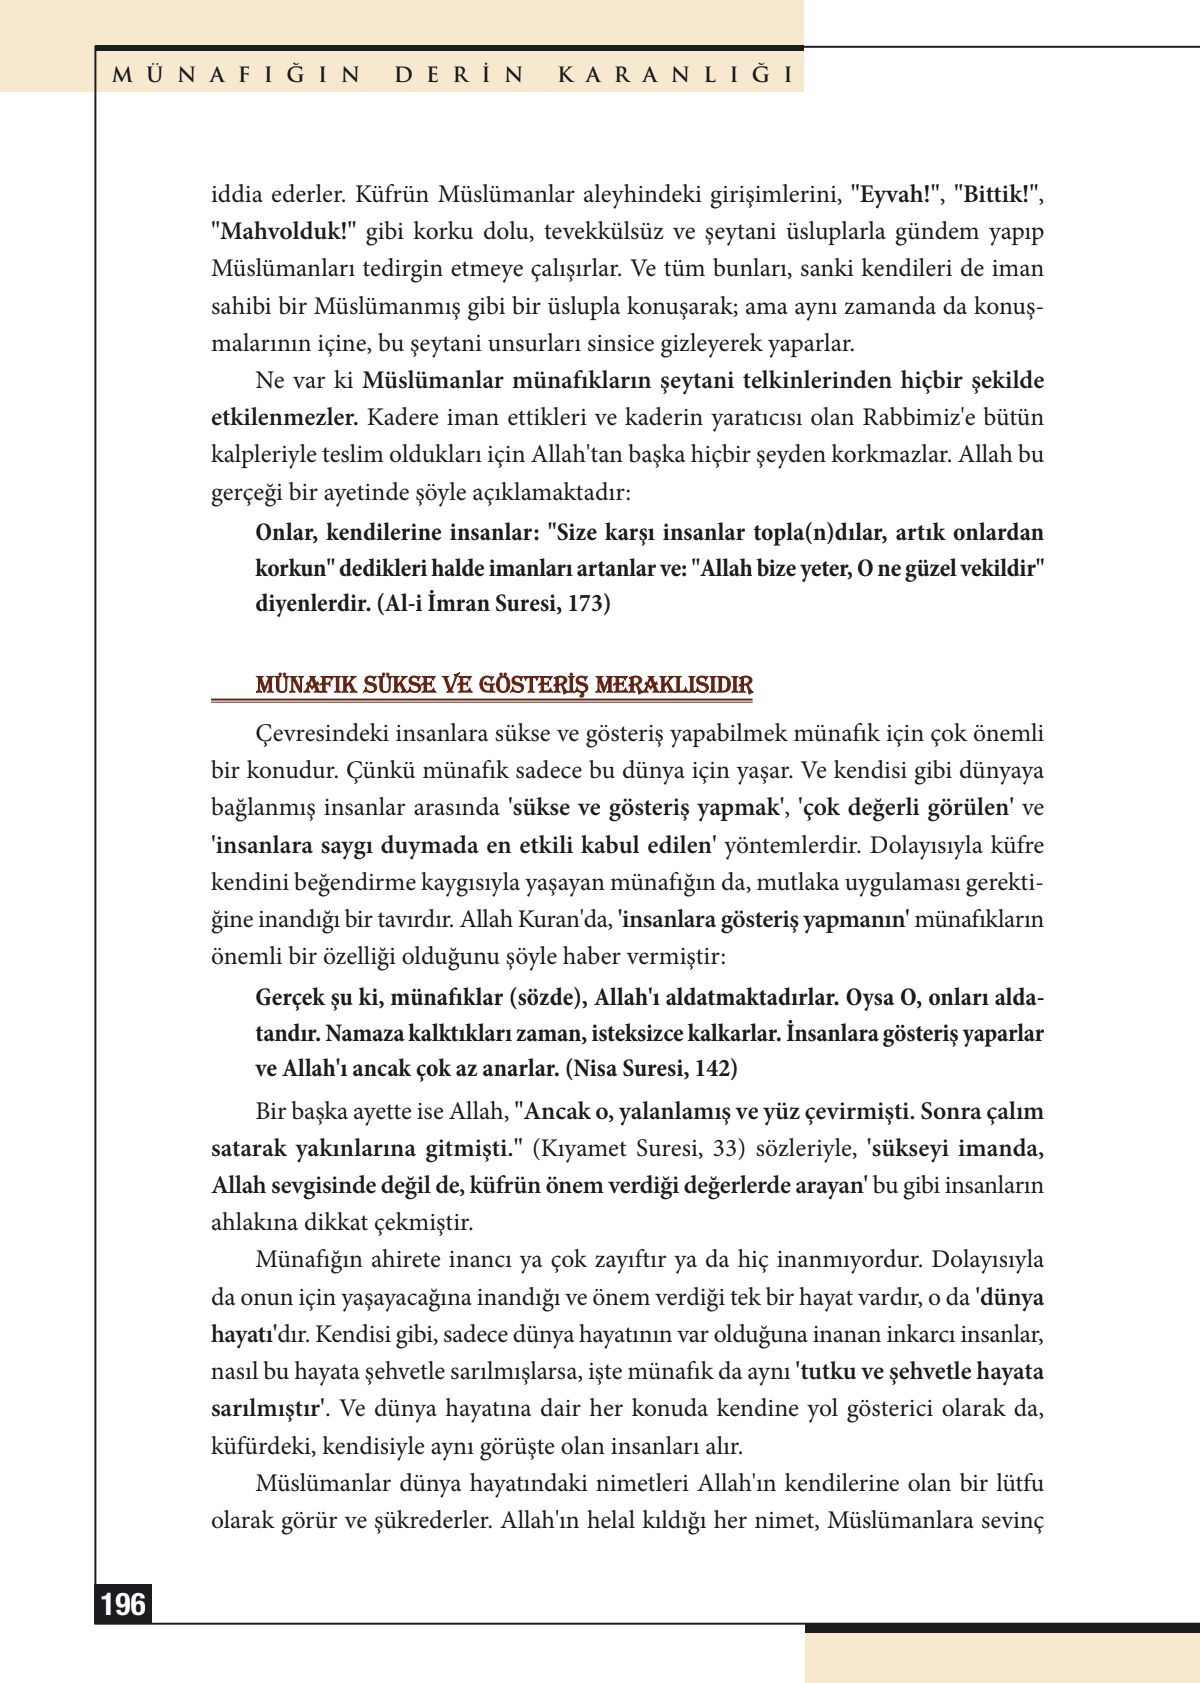 MÜNAFIĞIN DERİN KARANLIĞI
iddia ederler. Küfrün Müslümanlar aleyhindeki girişimlerini, "Eyvah!", "Bittik!",
"Mahvolduk!" gibi korku dolu, tevekkülsüz ve şeytani üsluplarla gündem yapıp
Müslümanları tedirgin etmeye çalışırlar. Ve tüm bunları, sanki kendileri de iman
sahibi bir Müslümanmış gibi bir üslupla konuşarak; ama aynı zamanda da konuş-
malarının içine, bu şeytani unsurları sinsice gizleyerek yaparlar.
Ne var ki Müslümanlar münafıkların şeytani telkinlerinden hiçbir şekilde
etkilenmezler. Kadere iman ettikleri ve kaderin yaratıcısı olan Rabbimiz'e bütün
kalpleriyle teslim oldukları için Allah'tan başka hiçbir şeyden korkmazlar. Allah bu
gerçeği bir ayetinde şöyle açıklamaktadır:
Onlar, kendilerine insanlar: "Size karşı insanlar topla(n)dılar, artık onlardan
korkun" dedikleri halde imanları artanlar ve: "Allah bize yeter, O ne güzel vekildir"
diyenlerdir. (Al-i İmran Suresi, 173)
MÜNAFIK SÜKSE VE GÖSTERİŞ MERAKLISIDIR
Çevresindeki insanlara sükse ve gösteriş yapabilmek münafık için çok önemli
bir konudur. Çünkü münafık sadece bu dünya için yaşar. Ve kendisi gibi dünyaya
bağlanmış insanlar arasında 'sükse ve gösteriş yapmak', 'çok değerli görülen' ve
'insanlara saygı duymada en etkili kabul edilen' yöntemlerdir. Dolayısıyla küfre
kendini beğendirme kaygısıyla yaşayan münafığın da, mutlaka uygulaması gerekti-
ğine inandığı bir tavırdır. Allah Kuran'da, 'insanlara gösteriş yapmanın' münafıkların
önemli bir özelliği olduğunu şöyle haber vermiştir:
Gerçek şu ki, münafıklar (sözde), Allah'ı aldatmaktadırlar. Oysa O, onları alda-
tandır. Namaza kalktıkları zaman, isteksizce kalkarlar. İnsanlara gösteriş yaparlar
ve Allah'ı ancak çok az anarlar. (Nisa Suresi, 142)
Bir başka ayette ise Allah, "Ancak o, yalanlamış ve yüz çevirmişti. Sonra çalım
satarak yakınlarına gitmişti." (Kıyamet Suresi, 33) sözleriyle, 'sükseyi imanda,
Allah sevgisinde değil de, küfrün önem verdiği değerlerde arayan' bu gibi insanların
ahlakına dikkat çekmiştir.
Münafığın ahirete inancı ya çok zayıftır ya da hiç inanmıyordur. Dolayısıyla
da onun için yaşayacağına inandığı ve önem verdiği tek bir hayat vardır, o da 'dünya
hayatı'dır. Kendisi gibi, sadece dünya hayatının var olduğuna inanan inkarcı insanlar,
nasıl bu hayata şehvetle sarılmışlarsa, işte münafık da aynı 'tutku ve şehvetle hayata
sarılmıştır'. Ve dünya hayatına dair her konuda kendine yol gösterici olarak da,
küfürdeki, kendisiyle aynı görüşte olan insanları alır.
Müslümanlar dünya hayatındaki nimetleri Allah'ın kendilerine olan bir lütfu
olarak görür ve şükrederler. Allah'ın helal kıldığı her nimet, Müslümanlara sevinç
196